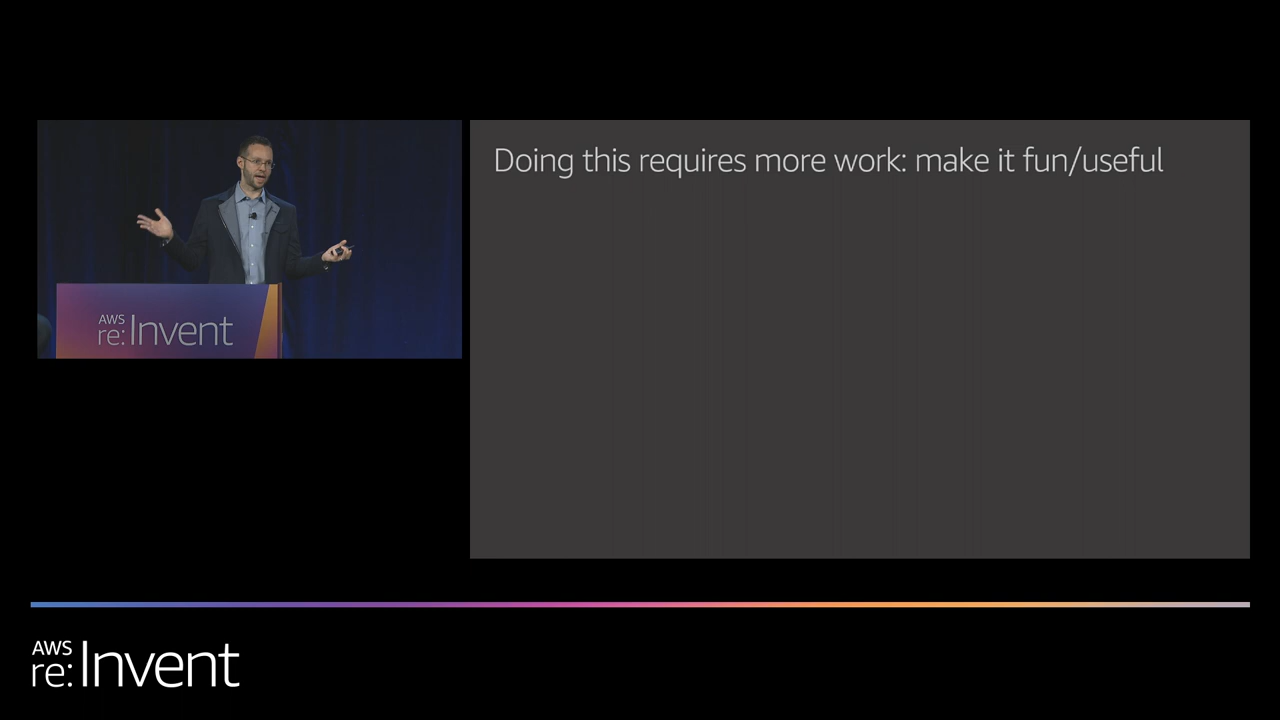 Doing this requires more work: make it fun/useful
AWS
re:Invent
AWS
re:Invent